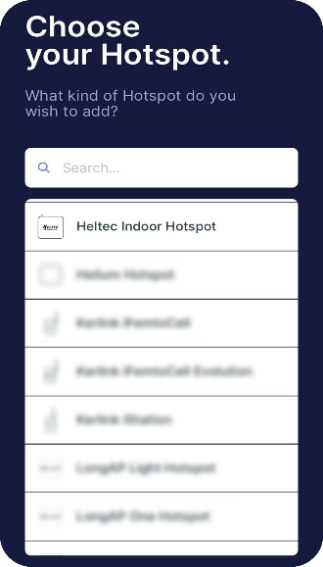 Choose
your Hotspot.
What kind of Hotspot do you
wish to add?
Search...
Heltec Indoor Hotspot
Helium Hotspot
Kerlink iFemtoCell
Kerlink iFemtoCell Evolution
Kerlink iStation
LongAP Light Hotspot
LongAP One Hotspot